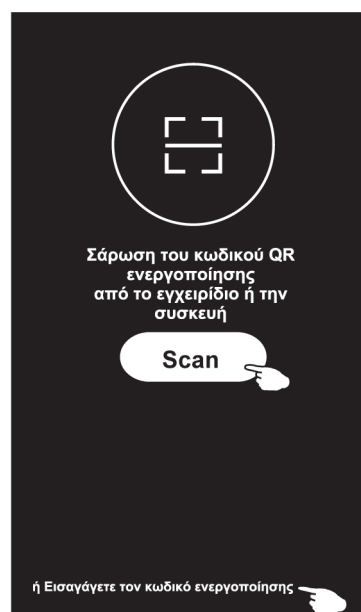 Σάρωση του κωδικού QR
ενεργοποίησης
από το εγχειρίδιο ή την
συσκευή
Scan
ή Εισαγάγετε τον κωδικό ενεργοποίησης